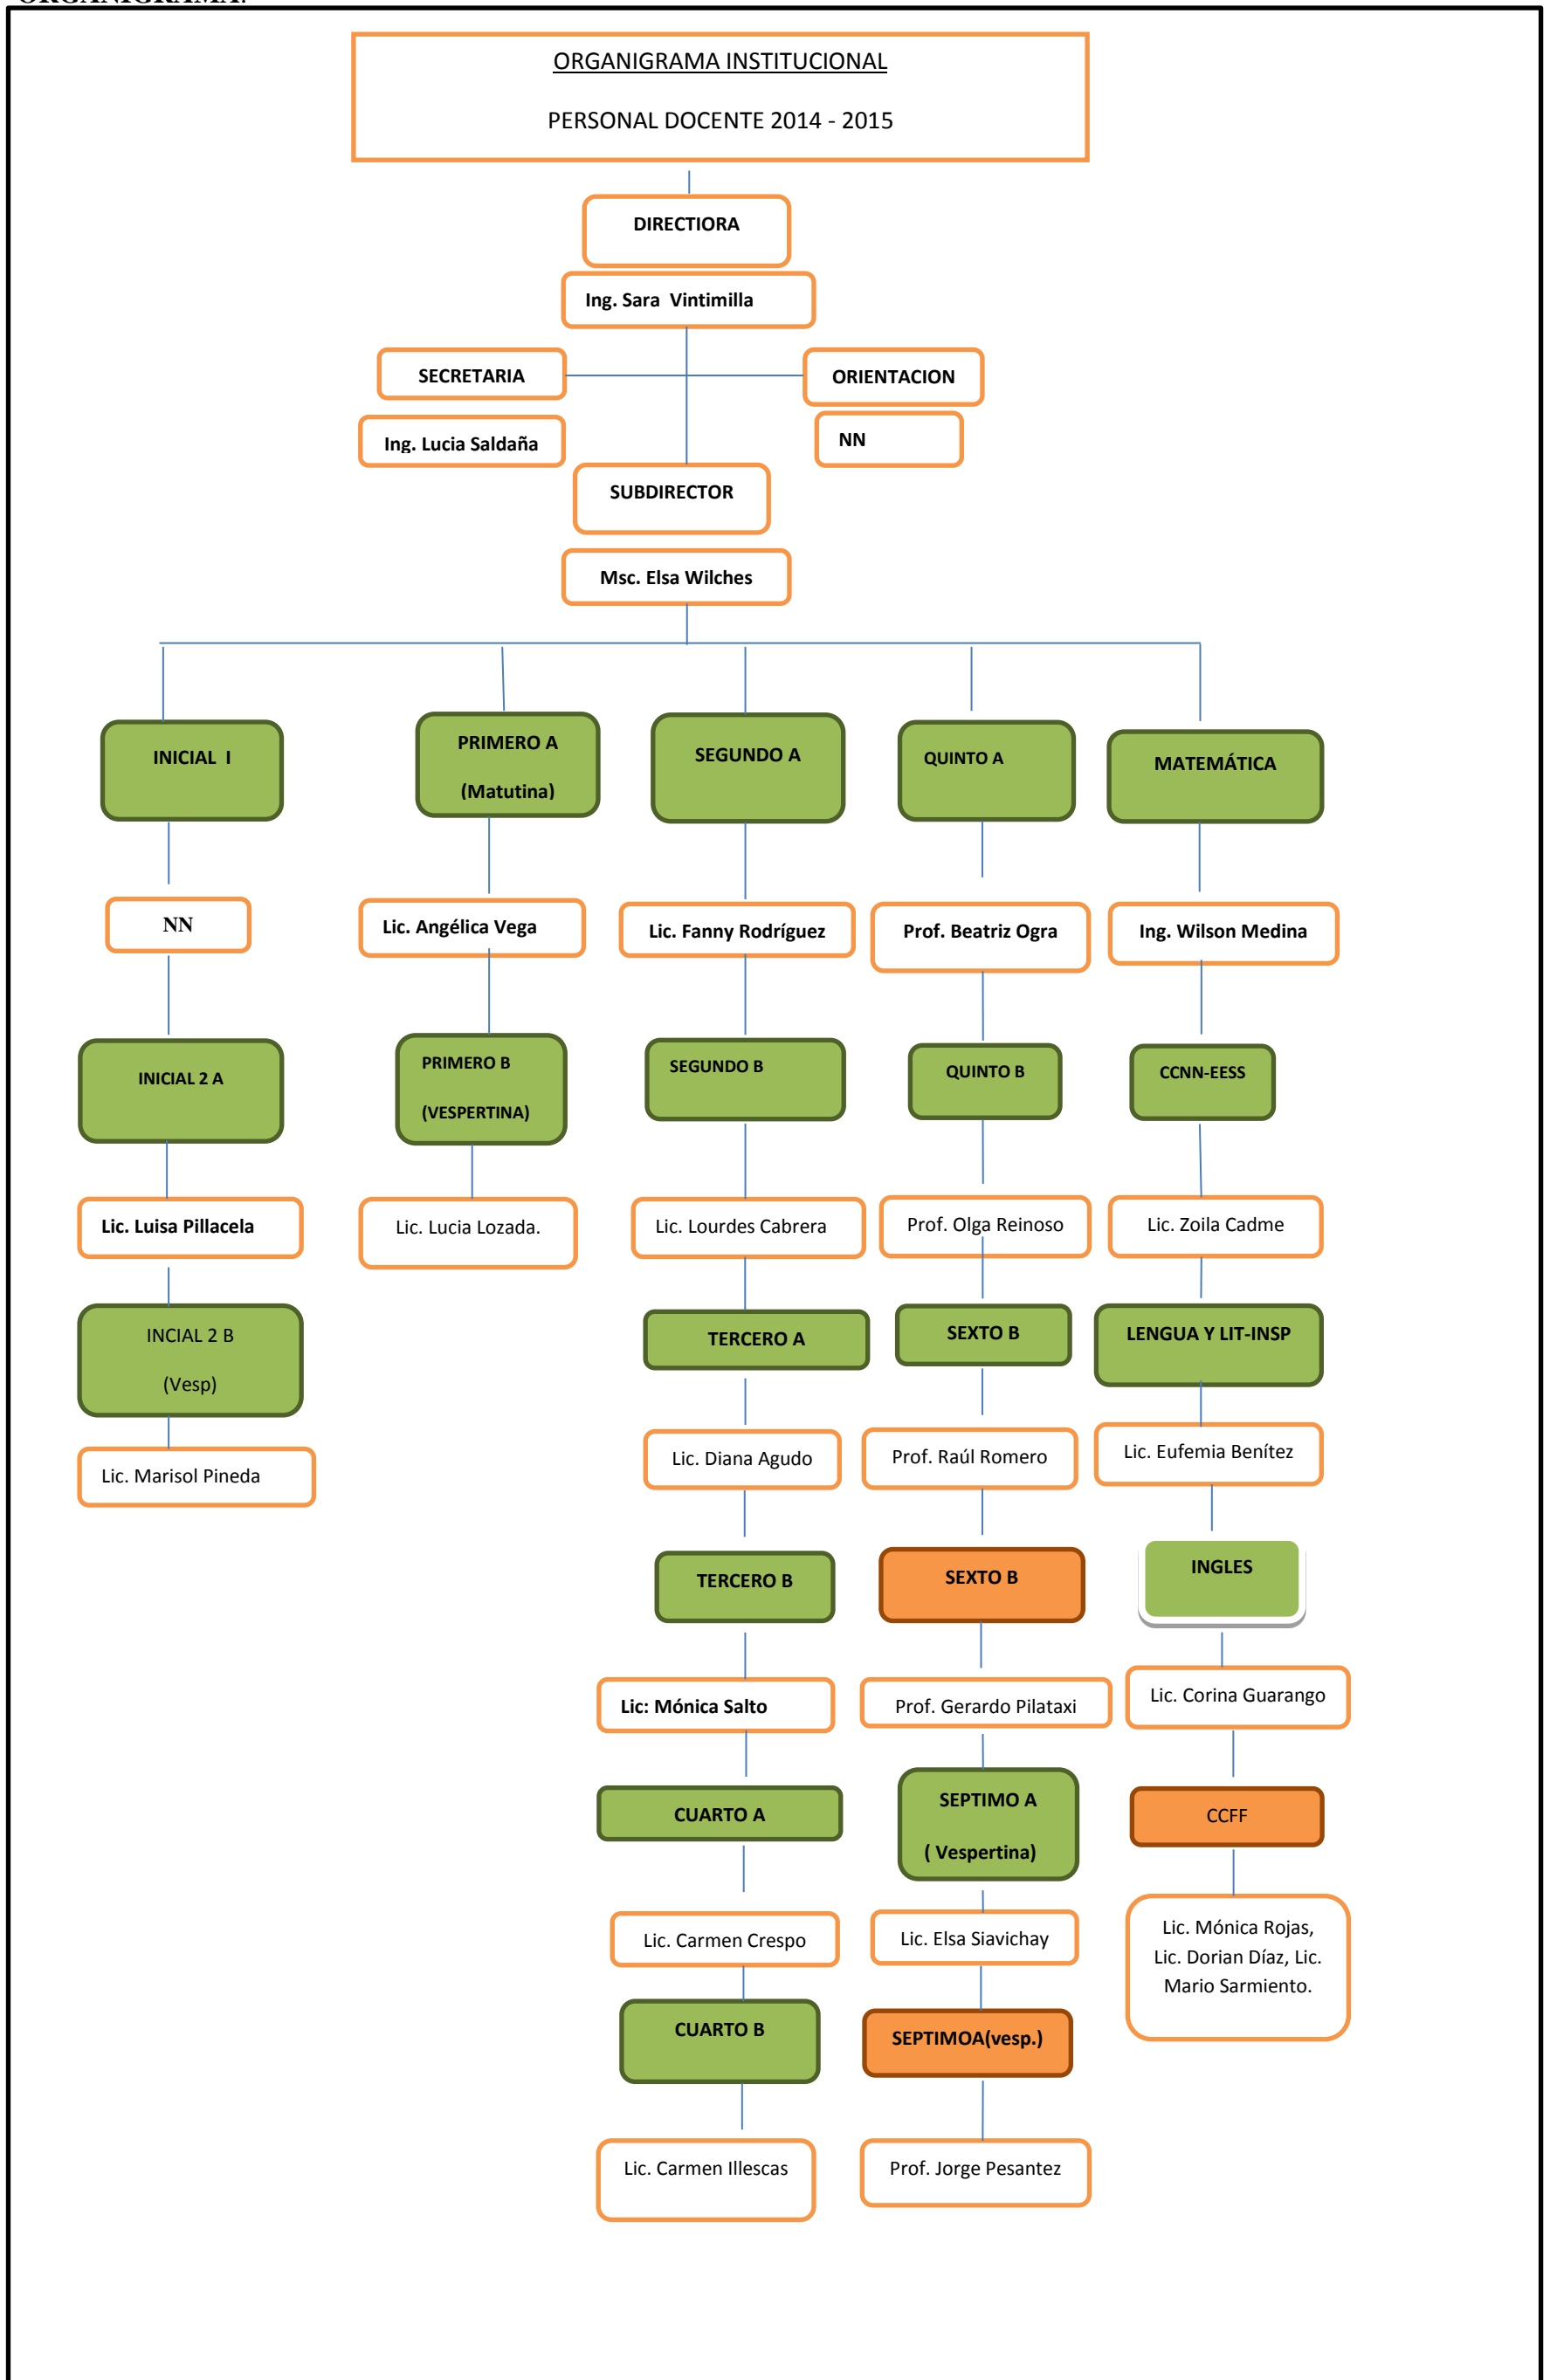 ORGANIGRAMA:
ORGANIGRAMA INSTITUCIONAL
PERSONAL DOCENTE 2014 - 2015
DIRECTIORA
Ing. Sara Vintimilla
SECRETARIA
ORIENTACION
Ing. Lucia Saldaña
NN
SUBDIRECTOR
Msc. Elsa Wilches
INICIAL I
NN
INICIAL 2 A
Lic. Luisa Pillacela
INCIAL 2 B
(Vesp)
Lic. Marisol Pineda
PRIMERO A
(Matutina)
Lic. Angélica Vega
PRIMERO B
(VESPERTINA)
Lic. Lucia Lozada.
SEGUNDO A
Lic. Fanny Rodríguez
SEGUNDO B
Lic. Lourdes Cabrera
TERCERO A
Lic. Diana Agudo
TERCERO B
Lic: Mónica Salto
CUARTO A
Lic. Carmen Crespo
CUARTO B
Lic. Carmen Illescas
QUINTO A
Prof. Beatriz Ogra
QUINTO B
Prof. Olga Reinoso
SEXTO B
Prof. Raúl Romero
SEXTO B
Prof. Gerardo Pilataxi
SEPTIMO A
( Vespertina)
Lic. Elsa Siavichay
SEPTIMOA(vesp.)
Prof. Jorge Pesantez
MATEMÁTICA
Ing. Wilson Medina
CCNN-EESS
Lic. Zoila Cadme
LENGUA Y LIT-INSP
Lic. Eufemia Benítez
INGLES
Lic. Corina Guarango
CCFF
Lic. Mónica Rojas,
Lic. Dorian Díaz, Lic.
Mario Sarmiento.